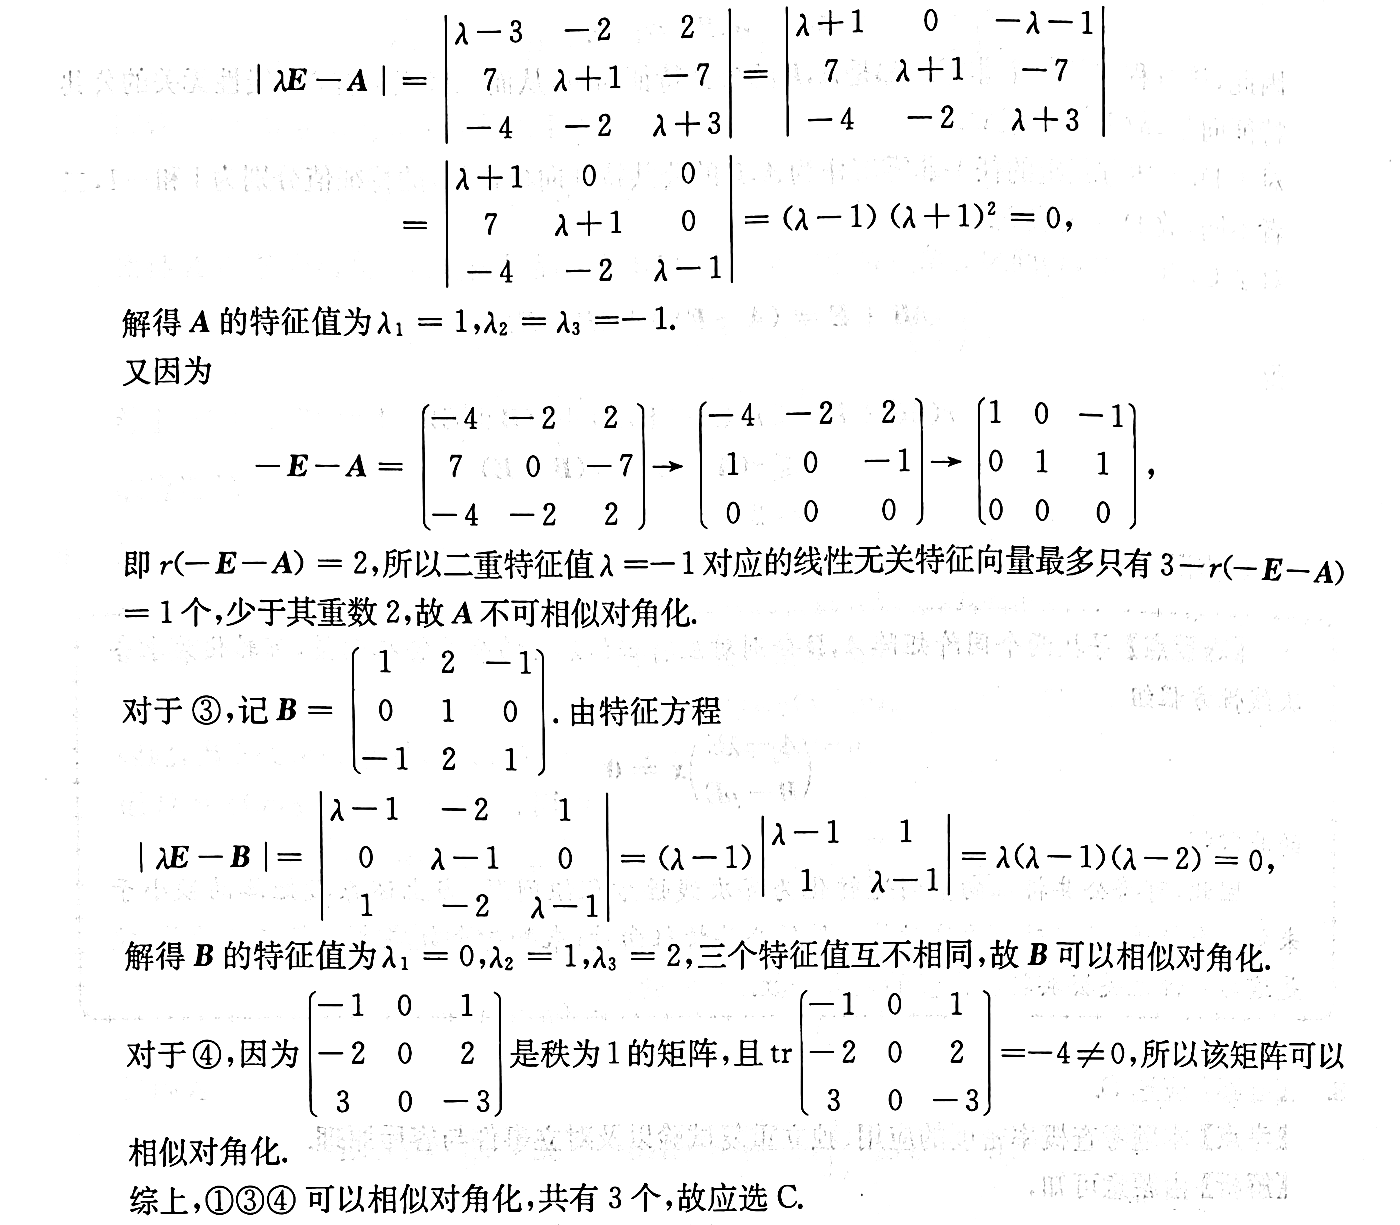 |λE-A| = |λ-3 -2 2; 7 λ+1 -7; -4 -2 λ+3| = |λ+1 0 -λ-1; 7 λ+1 -7; -4 -2 λ+3|
= |λ+1 0 0; 7 λ+1 0; -4 -2 λ-1| = (λ-1)(λ+1)² = 0,
解得 A 的特征值为 λ₁ = 1,λ₂ = λ₃ =-1.
又因为
-E-A = (-4 -2 2; 7 0 -7; -4 -2 2) → (-4 -2 2; 1 0 -1; 0 0 0) → (1 0 -1; 0 1 1; 0 0 0),
即 r(-E-A) = 2,所以二重特征值 λ =-1 对应的线性无关特征向量最多只有 3-r(-E-A)
= 1 个,少于其重数 2,故 A 不可相似对角化.
对于 ③,记 B = (1 2 -1; 0 1 0; -1 2 1). 由特征方程
|λE-B| = |λ-1 -2 1; 0 λ-1 0; 1 -2 λ-1| = (λ-1)|λ-1 1; 1 λ-1| = λ(λ-1)(λ-2) = 0,
解得 B 的特征值为 λ₁ = 0,λ₂ = 1,λ₃ = 2,三个特征值互不相同,故 B 可以相似对角化.
对于④,因为 (-1 0 1; -2 0 2; 3 0 -3) 是秩为 1 的矩阵,且 tr (-1 0 1; -2 0 2; 3 0 -3) =-4≠0,所以该矩阵可以
相似对角化.
综上,①③④ 可以相似对角化,共有 3 个,故应选 C.